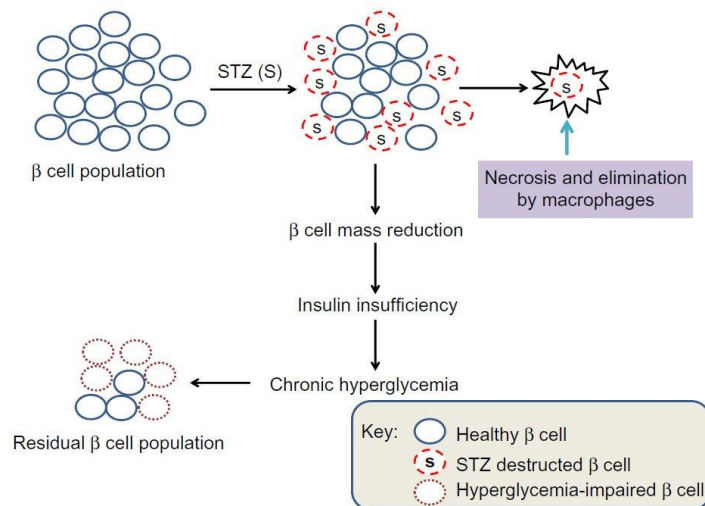 STZ (S)
s
s
s
s
s
s
s
s
s
β cell population
Necrosis and elimination
by macrophages
β cell mass reduction
Insulin insufficiency
Chronic hyperglycemia
Residual β cell population
Key:
Healthy β cell
s
STZ destructed β cell
Hyperglycemia-impaired β cell